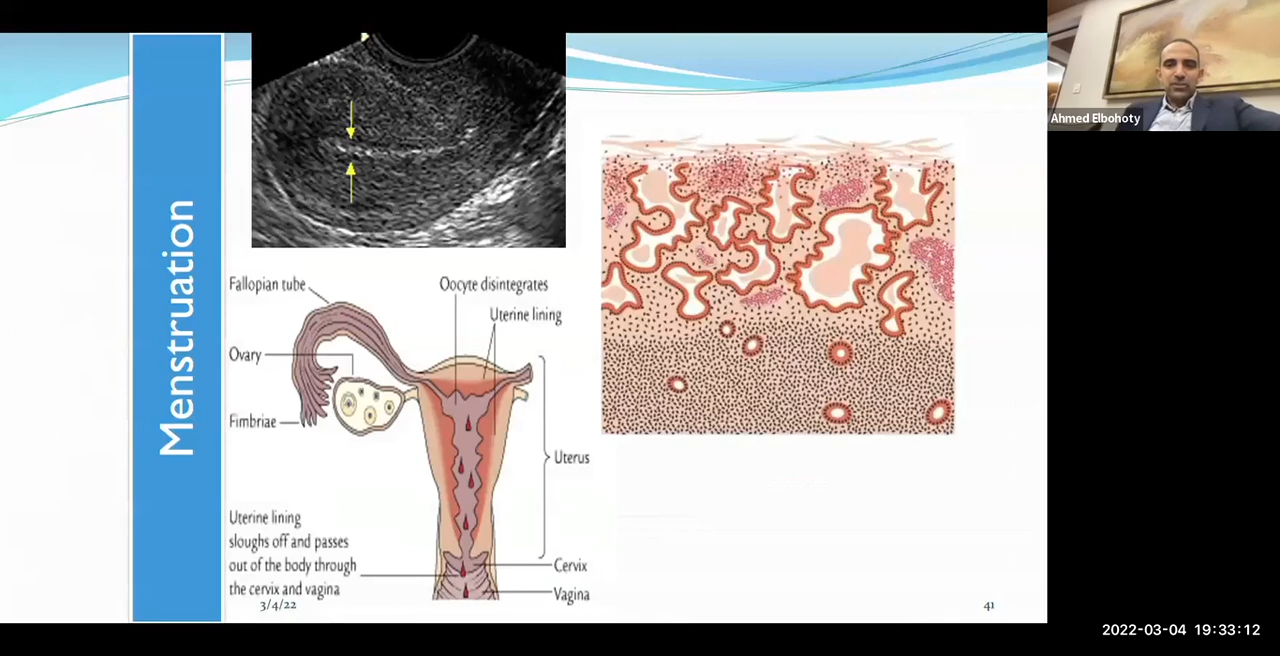 Menstruation
Ahmed Elbohoty
Fallopian tube
Oocyte disintegrates
Uterine lining
Ovary
Fimbriae
Uterus
Uterine lining
sloughs off and passes
out of the body through
the cervix and vagina
Cervix
Vagina
3/4/22
41
2022-03-04 19:33:12